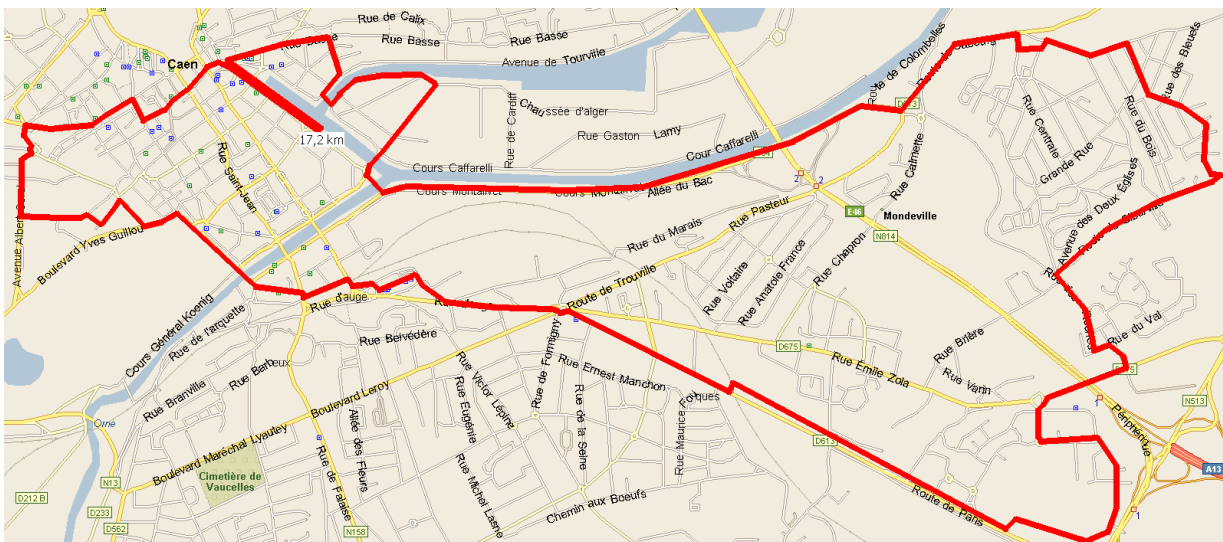 Rue de Calix
Rue Basse
Rue Basse
Rue Basse
Caen
Avenue de Tourville
17,2 km
Chaussée d'alger
Rue de Cardiff
Rue Gaston Lamy
Cour Caffarelli
Cours Caffarelli
Cours Montalivet
Allée du Bac
Rue des Bleuets
Rue Centrale
Rue du Bois
Grande Rue
Rue Calmette
Rue Saint-Jean
Avenue des Deux Églises
2
2
E46
Mondeville
N814
Rue Pasteur
Rue du Marais
Rue Chapron
Rue Voltaire
Rue Anatole France
Boulevard Yves Guillou
Cours Général Koenig
Rue de l'arquette
Rue d'auge
Route de Trouville
Rue Belvédère
Rue du Val
D675
Rue Brière
Rue Émile Zola
Rue Varin
Rue Barbeux
Rue Branville
Boulevard Leroy
Rue de Formigny
Rue Ernest Manchon
Rue Victor Lépine
Rue Eugénie
Allée des Fleurs
Rue de la Seine
Rue Maurice Fouques
N513
1
Périphérique
Orne
Boulevard Maréchal Lyautey
D613
Cimetière de
Vaucelles
A13
N13
D212 B
D233
D562
Rue de Falaise
N158
Rue Michel Lasne
Chemin aux Boeufs
Route de Paris
1